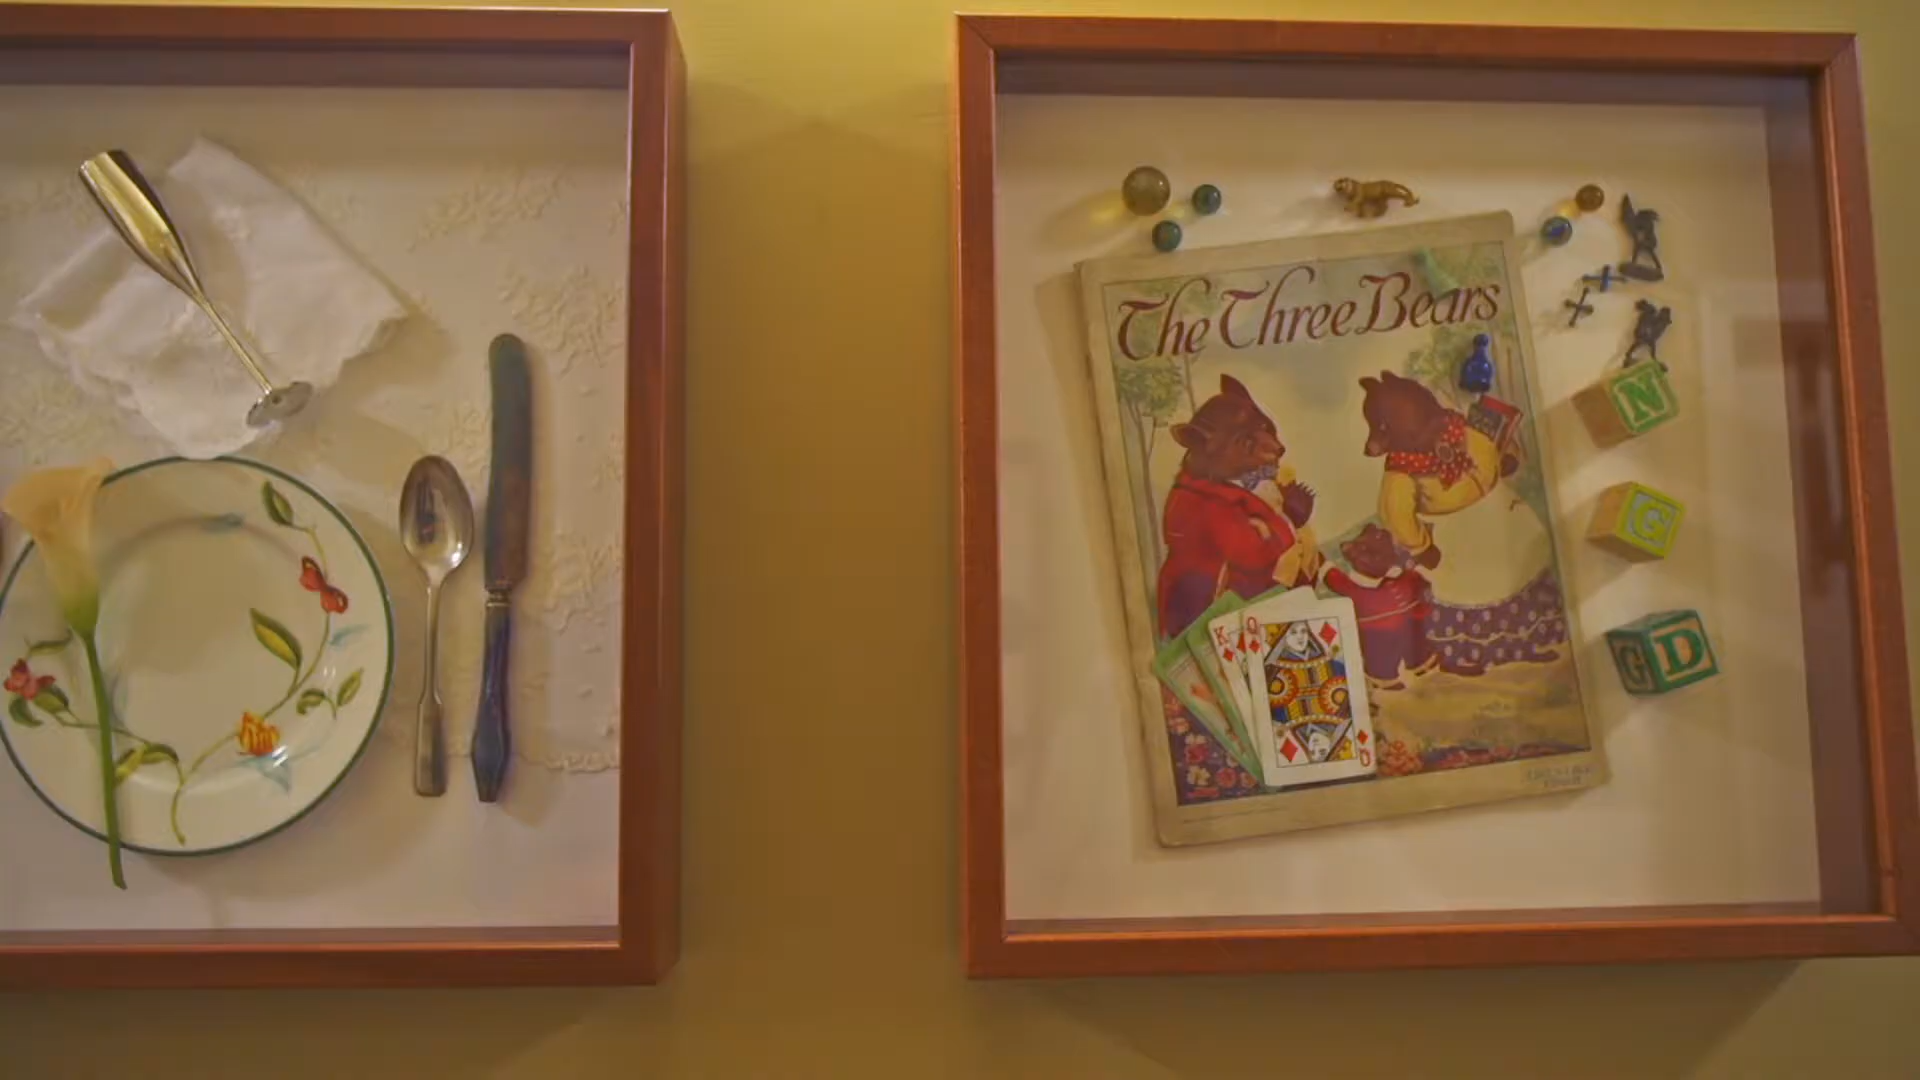 The Three Bears
N
G
K
Q
G D
Q